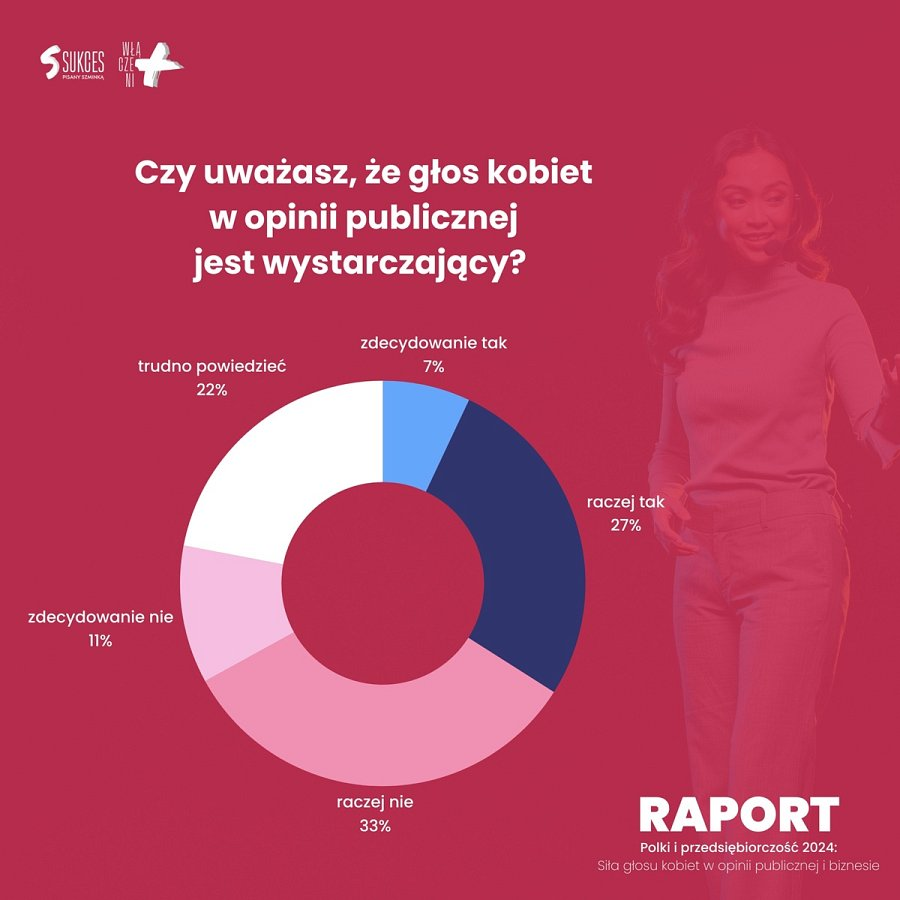 SUKCES
PISANY SZMINKĄ
WŁĄ
CZE
NI
Czy uważasz, że głos kobiet
w opinii publicznej
jest wystarczający?
zdecydowanie tak
7%
trudno powiedzieć
22%
raczej tak
27%
zdecydowanie nie
11%
raczej nie
33%
RAPORT
Polki i przedsiębiorczość 2024:
Siła głosu kobiet w opinii publicznej i biznesie